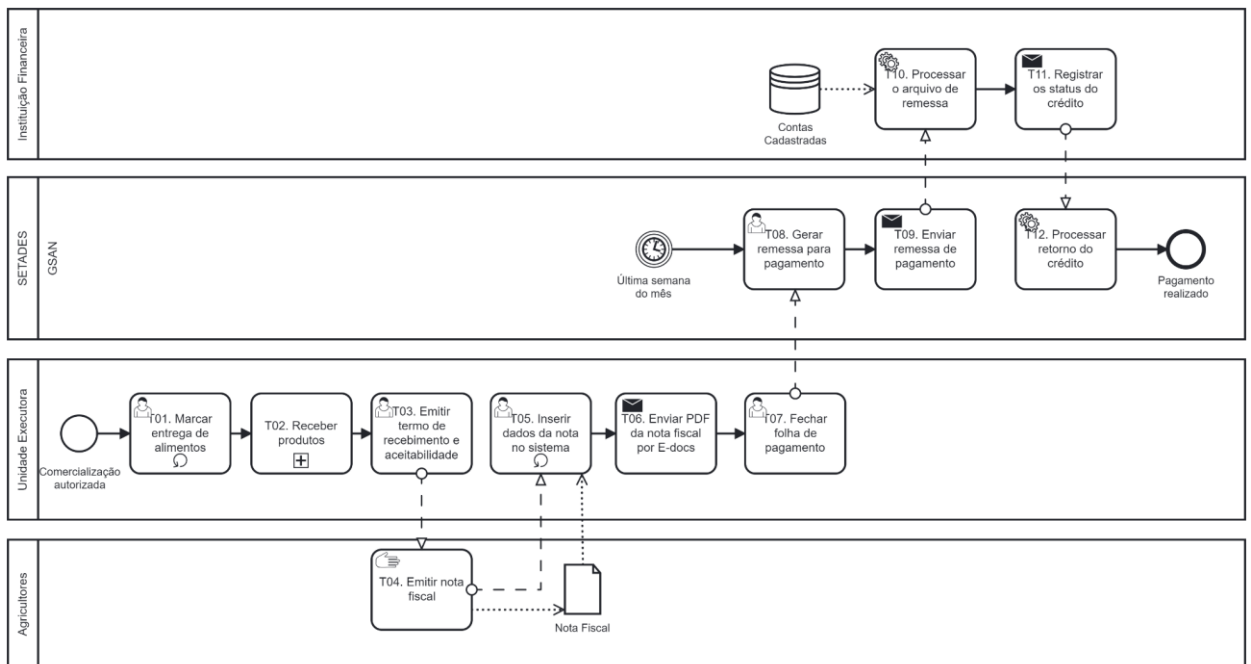 Instituição Financeira
T10. Processar
o arquivo de
remessa
T11. Registrar
os status do
crédito
Contas
Cadastradas
SETADES
GSAN
T08. Gerar
remessa para
pagamento
T09. Enviar
remessa de
pagamento
T12. Processar
retorno do
crédito
Última semana
do mês
Pagamento
realizado
Unidade Executora
T01. Marcar
entrega de
alimentos
T02. Receber
produtos
T03. Emitir
termo de
recebimento e
aceitabilidade
T05. Inserir
dados da nota
no sistema
T06. Enviar PDF
da nota fiscal
por E-docs
T07. Fechar
folha de
pagamento
Comercialização
autorizada
Agricultores
T04. Emitir nota
fiscal
Nota Fiscal